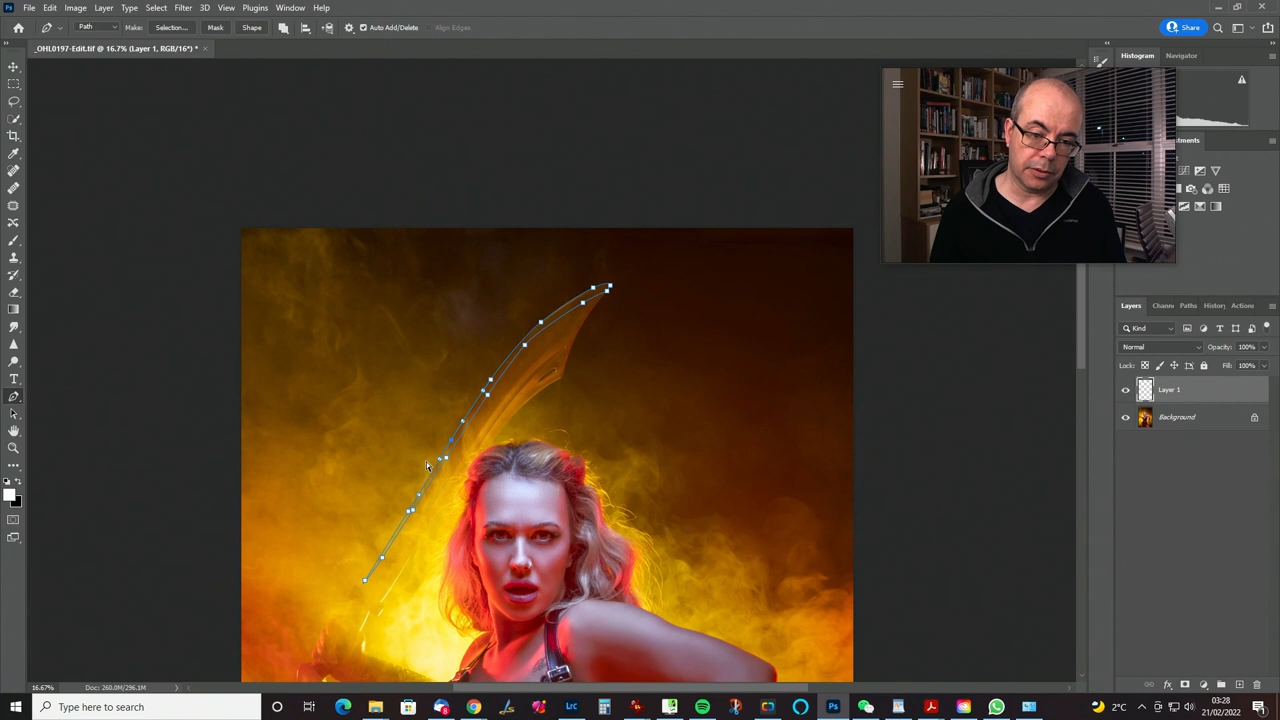 Ps File Edit Image Layer Type Select Filter 3D View Plugins Window Help
Path Make: Selection... Mask Shape Auto Add/Delete Align Edges Share
_OHL0197-Edit.tif @ 16.7% (Layer 1, RGB/16*) * ×
Histogram Navigator
Layers Paths Actions
Kind
Normal Opacity: 100%
Lock: Fill: 100%
Layer 1
Background
16.67% Doc: 260.0M/296.1M
Type here to search
Lrc
Ps
2°C
03:28
21/02/2022